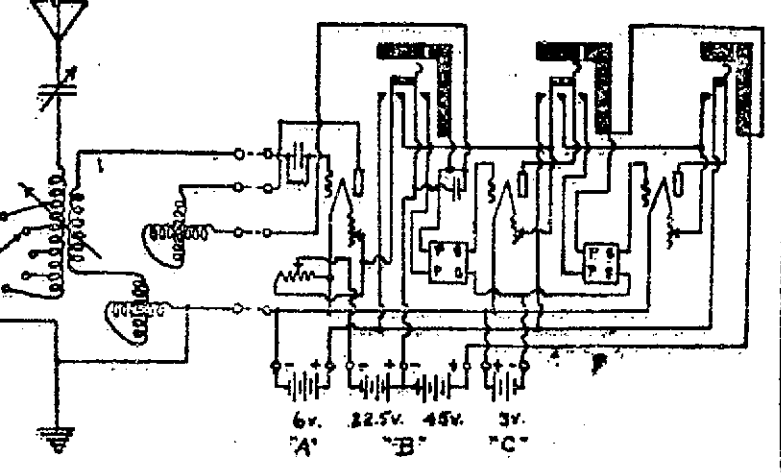 P S P S
P S P S
- + - + + + -
6v. 22.5v. 45v. 3v.
"A" "B" "C"